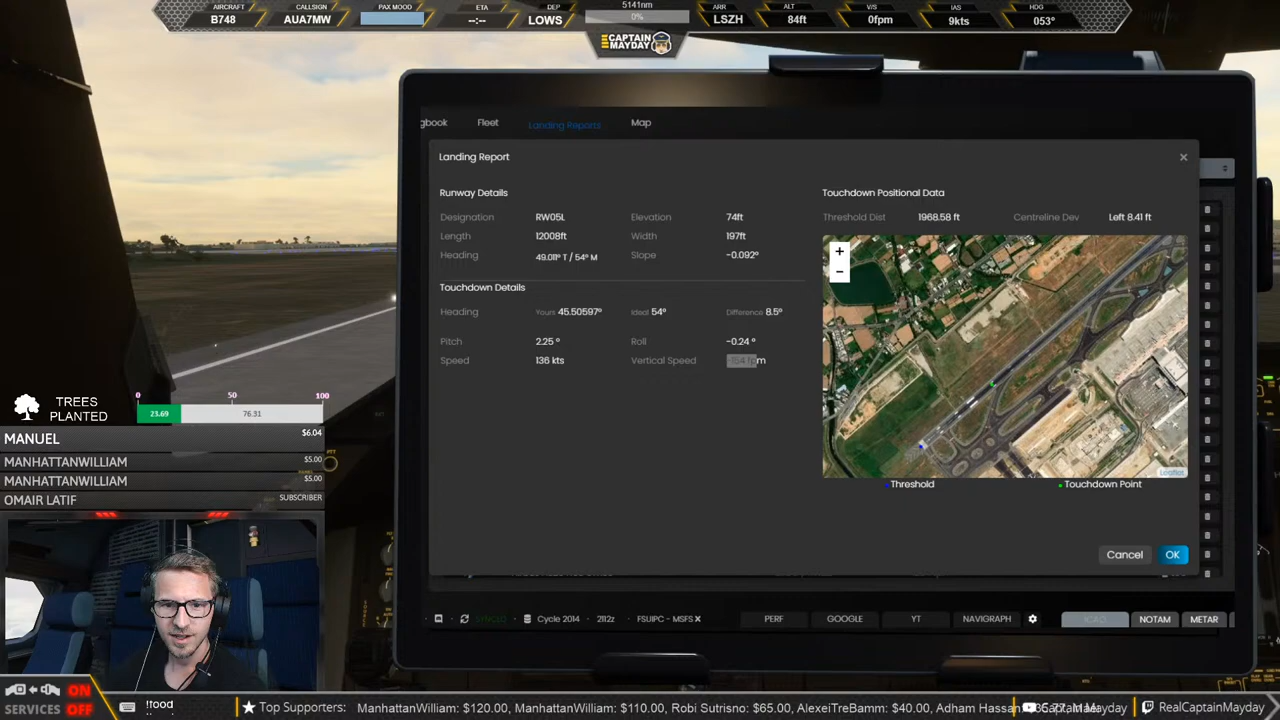 AIRCRAFT
B748
CALLSIGN
AUA7MW
PAX MOOD
ETA
--:--
DEP
LOWS
5141nm
0%
ARR
LSZH
ALT
84ft
V/S
0fpm
IAS
9kts
HDG
053°
CAPTAIN
MAYDAY
gbook
Fleet
Landing Reports
Map
Landing Report
×
Runway Details
Designation RW05L Elevation 74ft
Length 12008ft Width 197ft
Heading 49.011° T / 54° M Slope -0.092°
Touchdown Details
Heading Yours 45.50597° Ideal 54° Difference 8.5°
Pitch 2.25 ° Roll -0.24 °
Speed 136 kts Vertical Speed -154 fpm
Touchdown Positional Data
Threshold Dist 1968.58 ft Centreline Dev Left 8.41 ft
+
−
Leaflet
Threshold Touchdown Point
Cancel OK
Cycle 2014 2112z FSUIPC - MSFS X PERF GOOGLE YT NAVIGRAPH ICAO NOTAM METAR
TREES
PLANTED
0 50 100
23.69 76.31
MANUEL $6.04
MANHATTANWILLIAM $5.00
MANHATTANWILLIAM $5.00
OMAIR LATIF SUBSCRIBER
ON
SERVICES OFF
!food
Top Supporters: ManhattanWilliam: $120.00, ManhattanWilliam: $110.00, Robi Sutrisno: $65.00, AlexeiTreBamm: $40.00, Adham Hassan
RealCaptainMayday